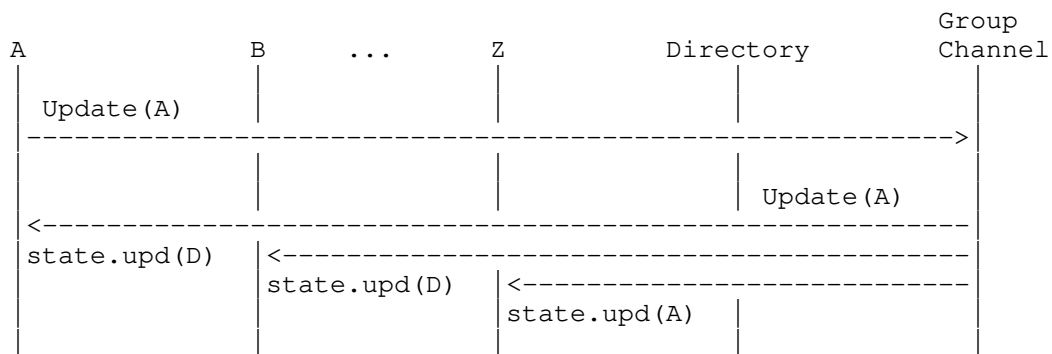 Group
A B ... Z Directory Channel
Update(A)
Update(A)
state.upd(D)
state.upd(D)
state.upd(A)